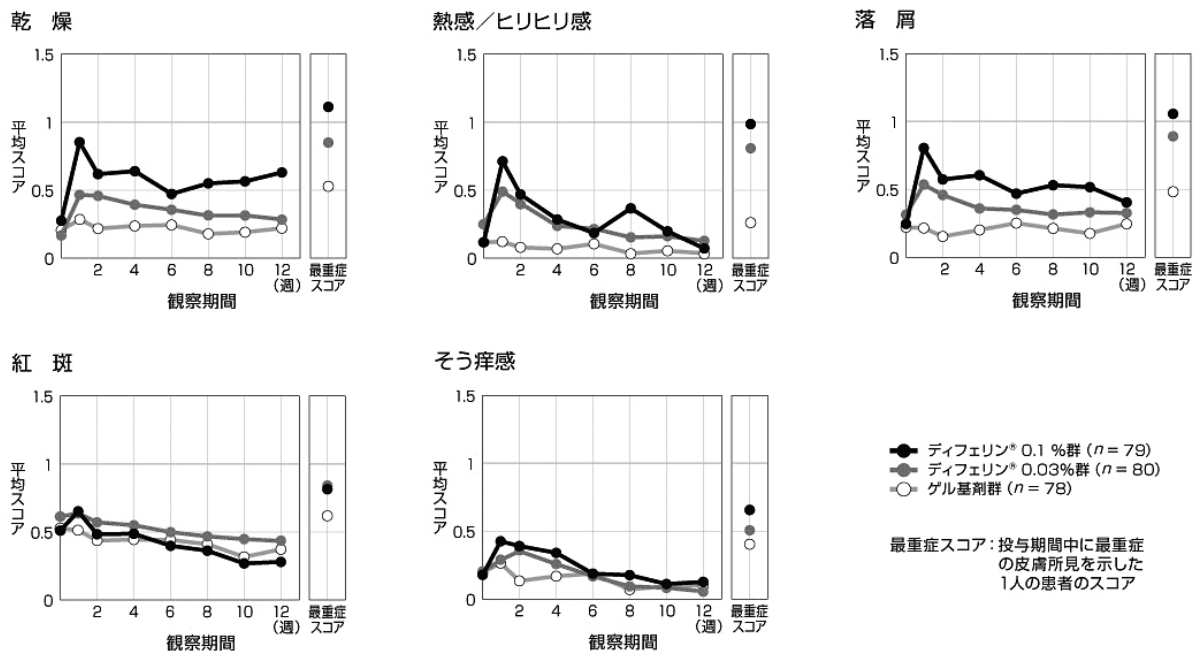 乾　燥
1.5
1
0.5
0
平均スコア
2 4 6 8 10 12
(週)
観察期間
最重症
スコア
熱感／ヒリヒリ感
1.5
1
0.5
0
平均スコア
2 4 6 8 10 12
(週)
観察期間
最重症
スコア
落　屑
1.5
1
0.5
0
平均スコア
2 4 6 8 10 12
(週)
観察期間
最重症
スコア
紅　斑
1.5
1
0.5
0
平均スコア
2 4 6 8 10 12
(週)
観察期間
最重症
スコア
そう痒感
1.5
1
0.5
0
平均スコア
2 4 6 8 10 12
(週)
観察期間
最重症
スコア
ディフェリン® 0.1 %群 (n = 79)
ディフェリン® 0.03%群 (n = 80)
ゲル基剤群 (n = 78)
最重症スコア：投与期間中に最重症
の皮膚所見を示した
1人の患者のスコア